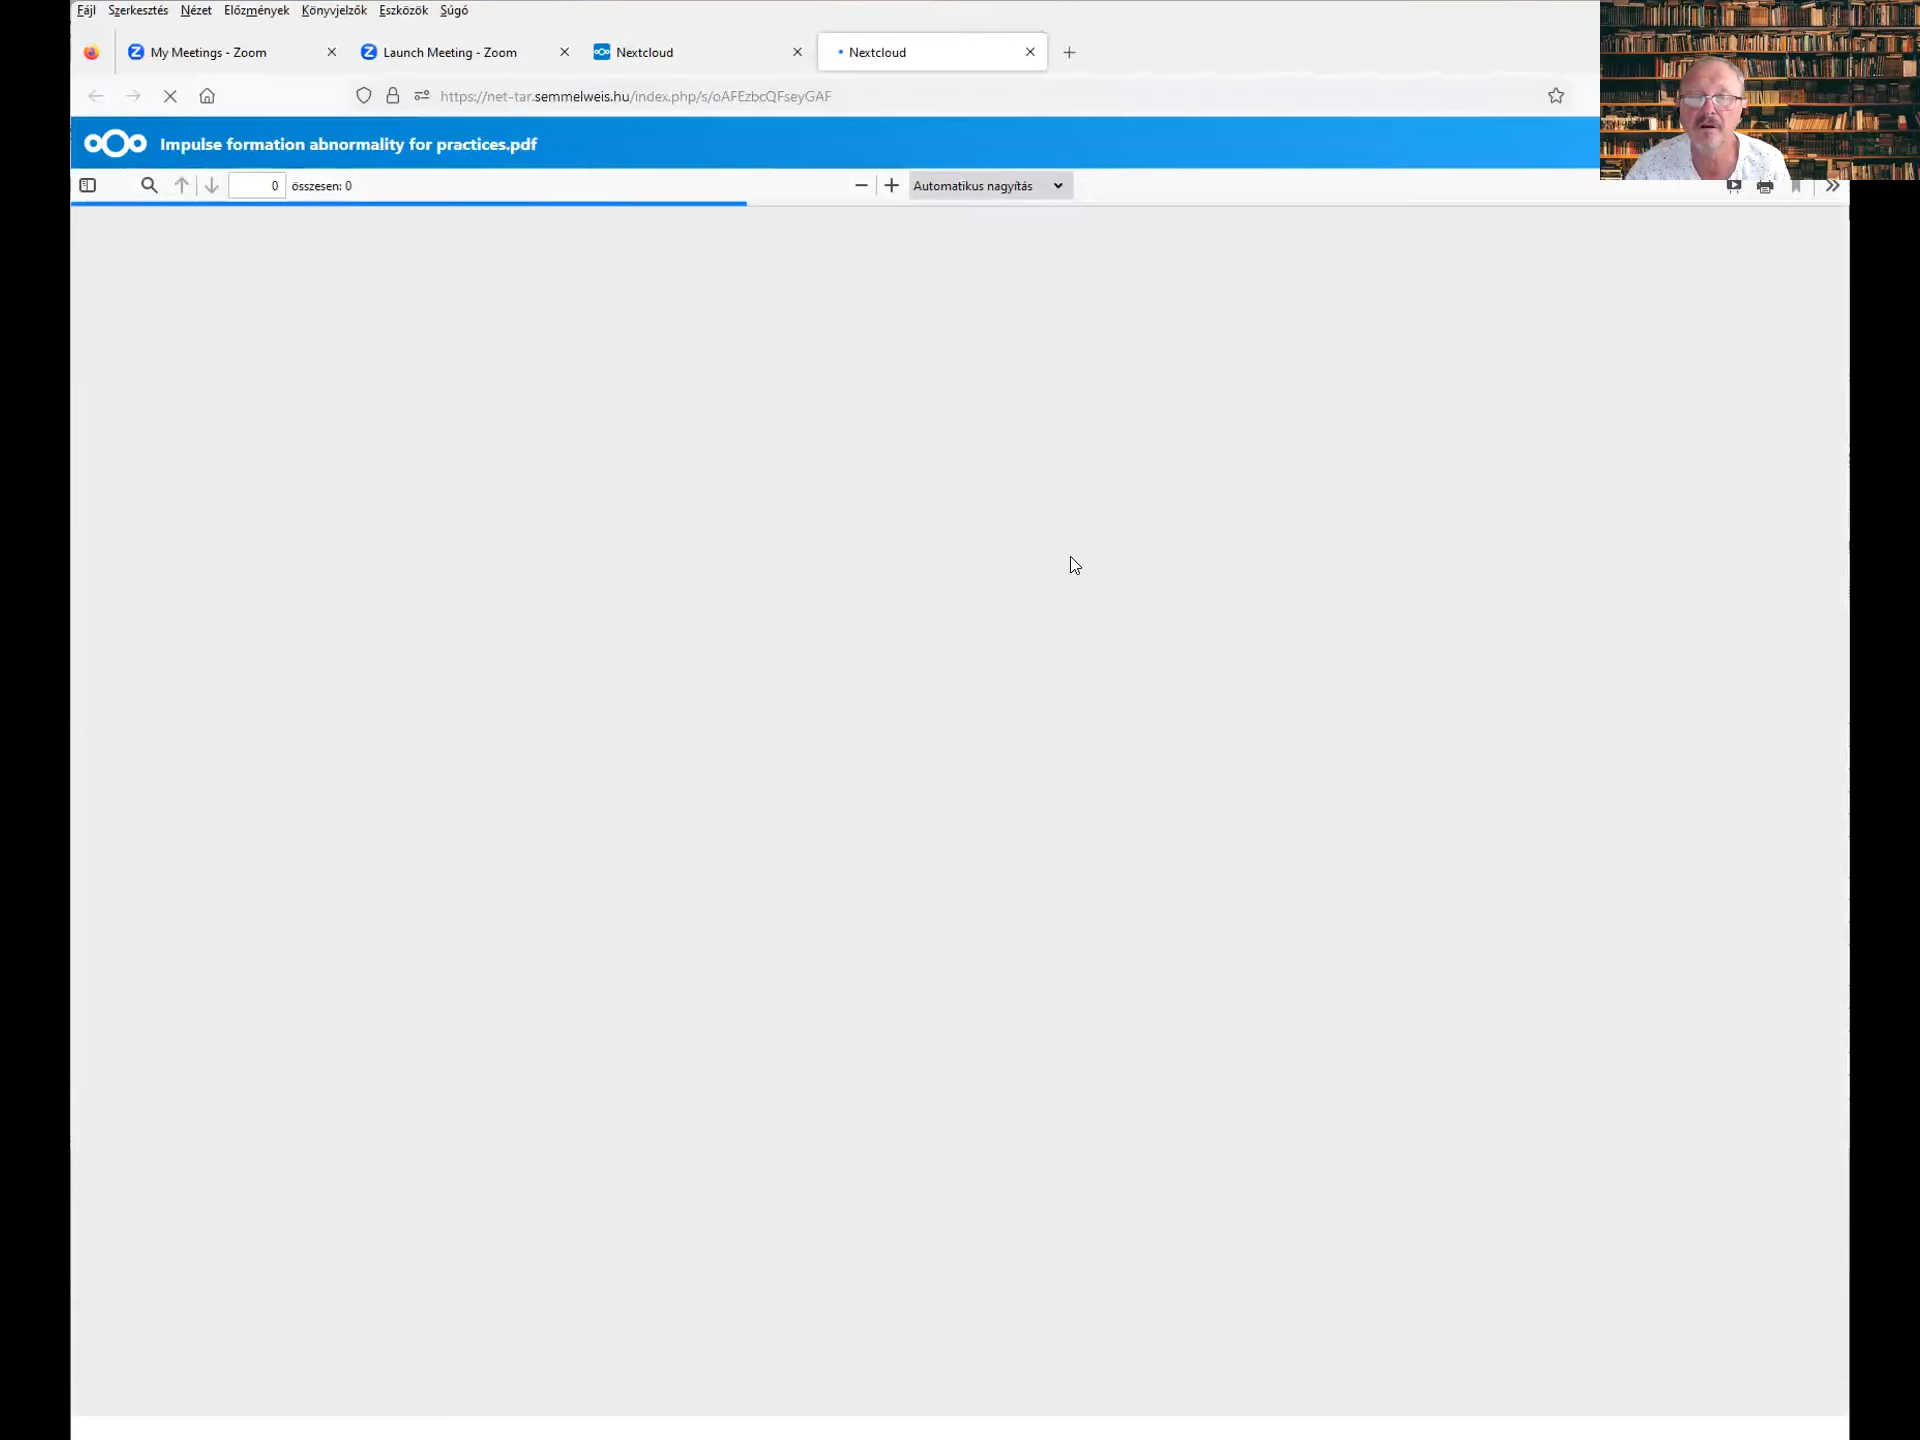 Fájl Szerkesztés Nézet Előzmények Könyvjelzők Eszközök Súgó
My Meetings - Zoom Launch Meeting - Zoom Nextcloud Nextcloud
https://net-tar.semmelweis.hu/index.php/s/oAFEzbcQFseyGAF
Impulse formation abnormality for practices.pdf
0 összesen: 0 Automatikus nagyítás